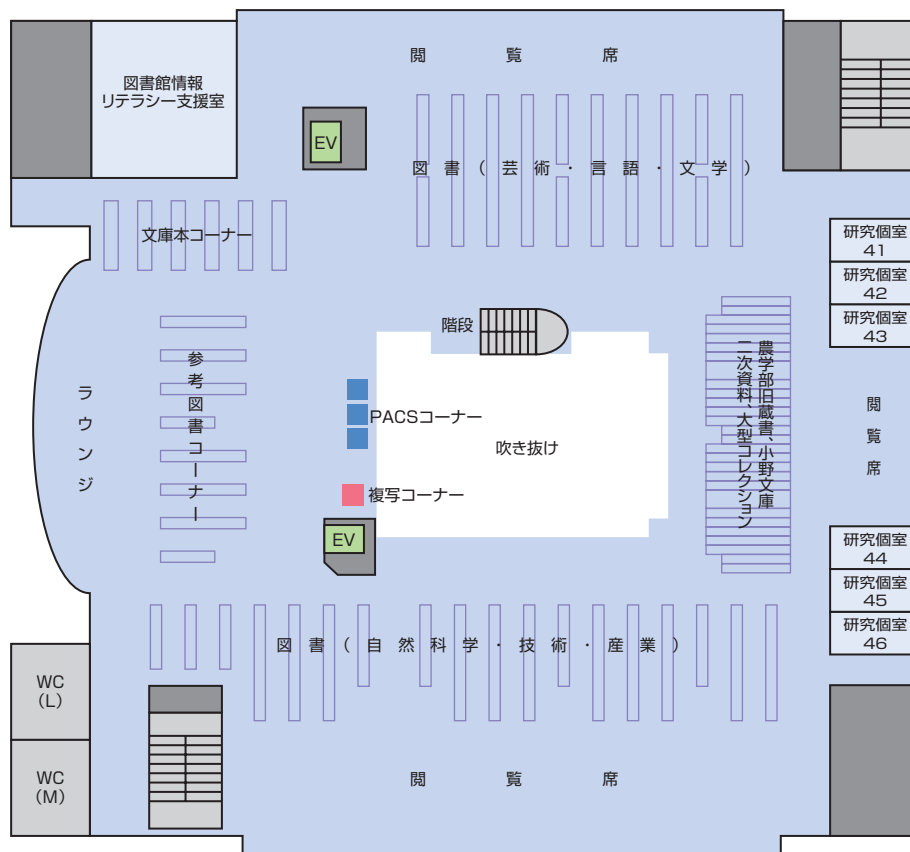 閲覧席
図書館情報
リテラシー支援室
EV
図書(芸術・言語・文学)
文庫本コーナー
研究個室
41
研究個室
42
研究個室
43
階段
参考図書コーナー
ラウンジ
PACSコーナー
吹き抜け
複写コーナー
EV
農学部旧蔵書、小野文庫
二次資料、大型コレクション
閲覧席
研究個室
44
研究個室
45
研究個室
46
図書(自然科学・技術・産業)
WC
(L)
WC
(M)
閲覧席